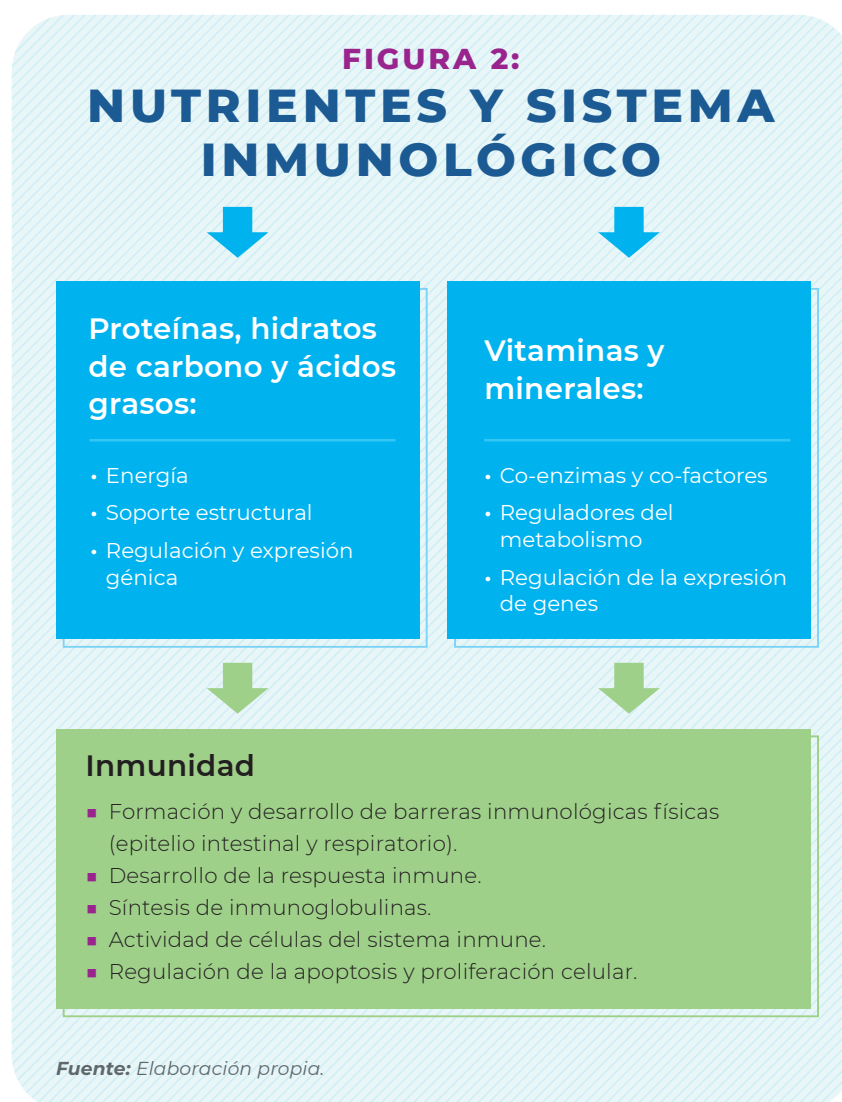 FIGURA 2:
NUTRIENTES Y SISTEMA
INMUNOLÓGICO
Proteínas, hidratos
de carbono y ácidos
grasos:
• Energía
• Soporte estructural
• Regulación y expresión
génica
Vitaminas y
minerales:
• Co-enzimas y co-factores
• Reguladores del
metabolismo
• Regulación de la expresión
de genes
Inmunidad
▪ Formación y desarrollo de barreras inmunológicas físicas
(epitelio intestinal y respiratorio).
▪ Desarrollo de la respuesta inmune.
▪ Síntesis de inmunoglobulinas.
▪ Actividad de células del sistema inmune.
▪ Regulación de la apoptosis y proliferación celular.
Fuente: Elaboración propia.